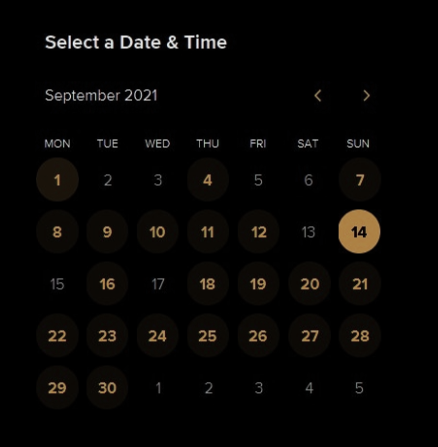 Select a Date & Time
September 2021
MON TUE WED THU FRI SAT SUN
1 2 3 4 5 6 7
8 9 10 11 12 13 14
15 16 17 18 19 20 21
22 23 24 25 26 27 28
29 30 1 2 3 4 5